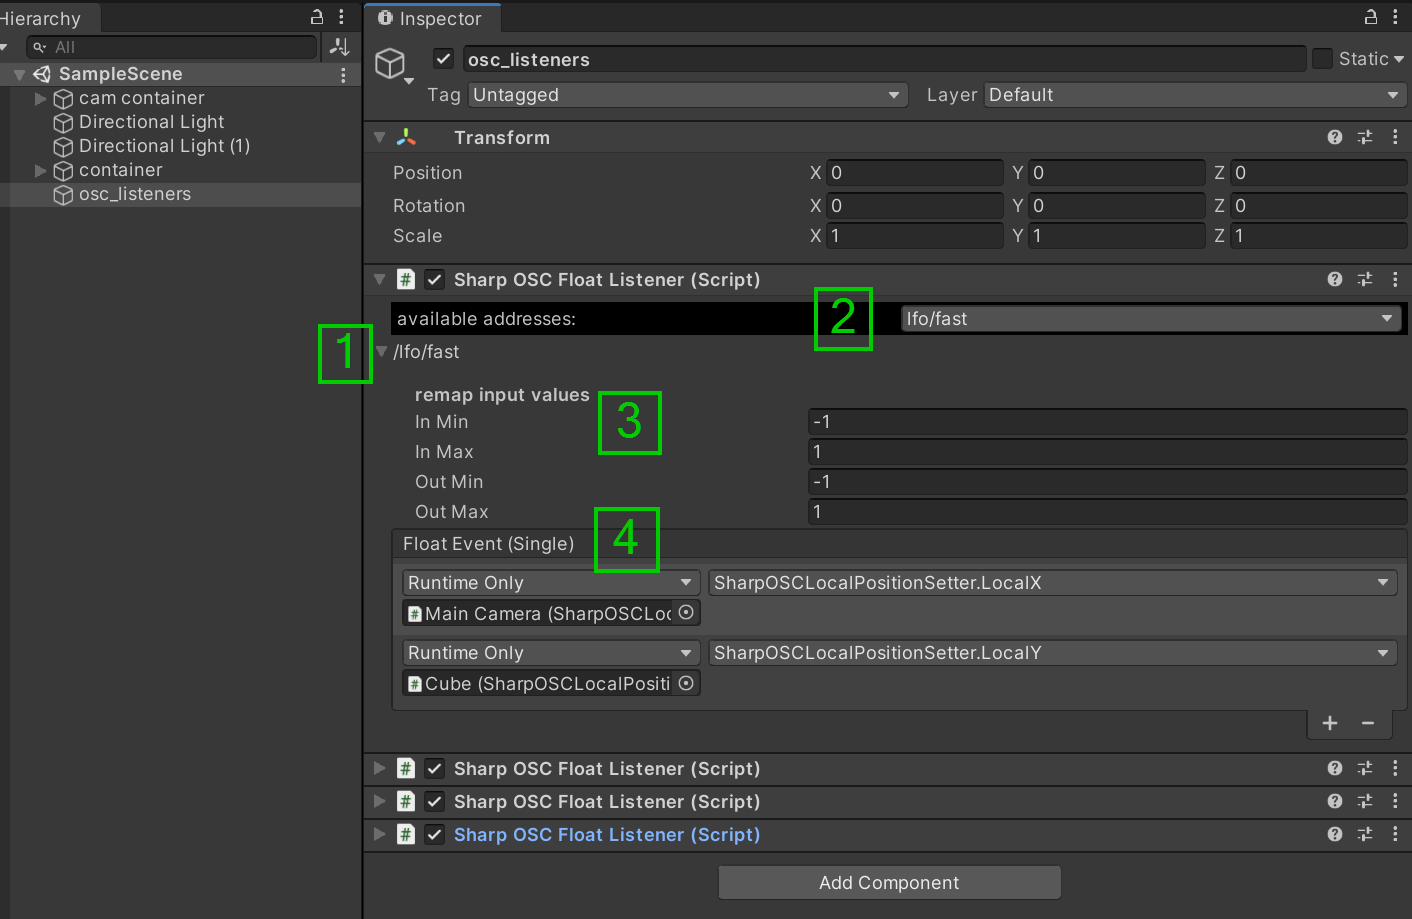 Hierarchy
All
SampleScene
cam container
Directional Light
Directional Light (1)
container
osc_listeners
Inspector
osc_listeners
Static
Tag Untagged Layer Default
Transform
Position X 0 Y 0 Z 0
Rotation X 0 Y 0 Z 0
Scale X 1 Y 1 Z 1
# Sharp OSC Float Listener (Script)
available addresses: 2 lfo/fast
1 /lfo/fast
remap input values
3
In Min -1
In Max 1
Out Min -1
Out Max 1
Float Event (Single) 4
Runtime Only SharpOSCLocalPositionSetter.LocalX
# Main Camera (SharpOSCLoc
Runtime Only SharpOSCLocalPositionSetter.LocalY
# Cube (SharpOSCLocalPositi
+ −
# Sharp OSC Float Listener (Script)
# Sharp OSC Float Listener (Script)
# Sharp OSC Float Listener (Script)
Add Component